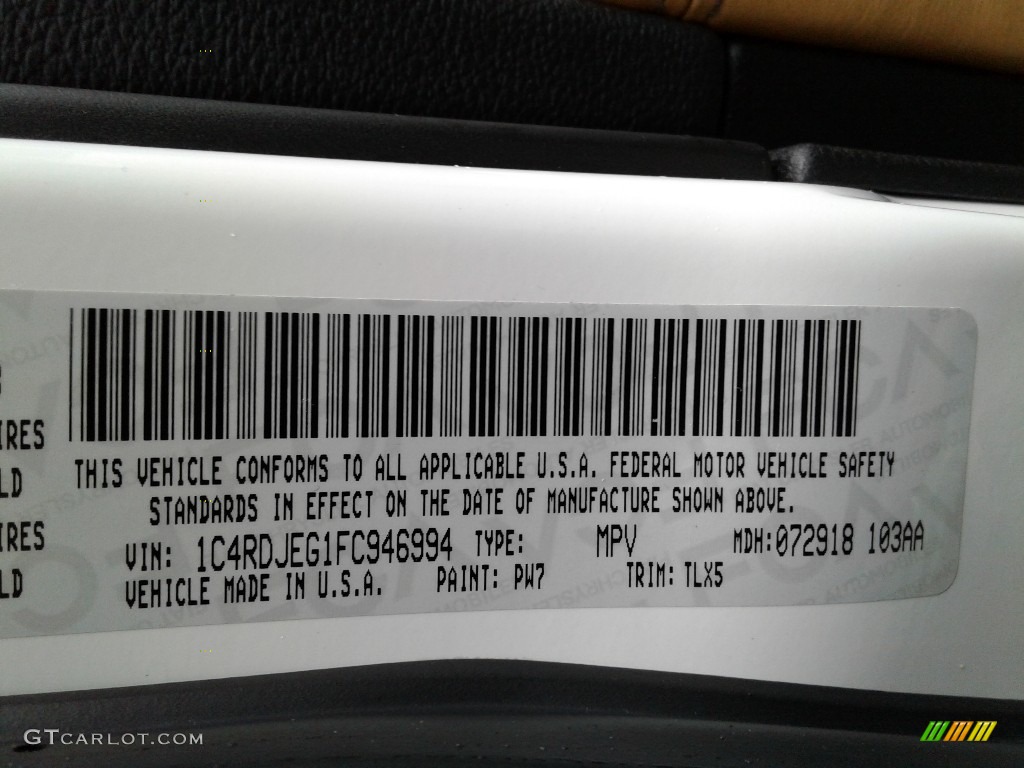 IRES
LD
IRES
LD
THIS VEHICLE CONFORMS TO ALL APPLICABLE U.S.A. FEDERAL MOTOR VEHICLE SAFETY
STANDARDS IN EFFECT ON THE DATE OF MANUFACTURE SHOWN ABOVE.
VIN: 1C4RDJEG1FC946994 TYPE: MPV MDH:072918 103AA
VEHICLE MADE IN U.S.A. PAINT: PW7 TRIM: TLX5
GTCARLOT.COM